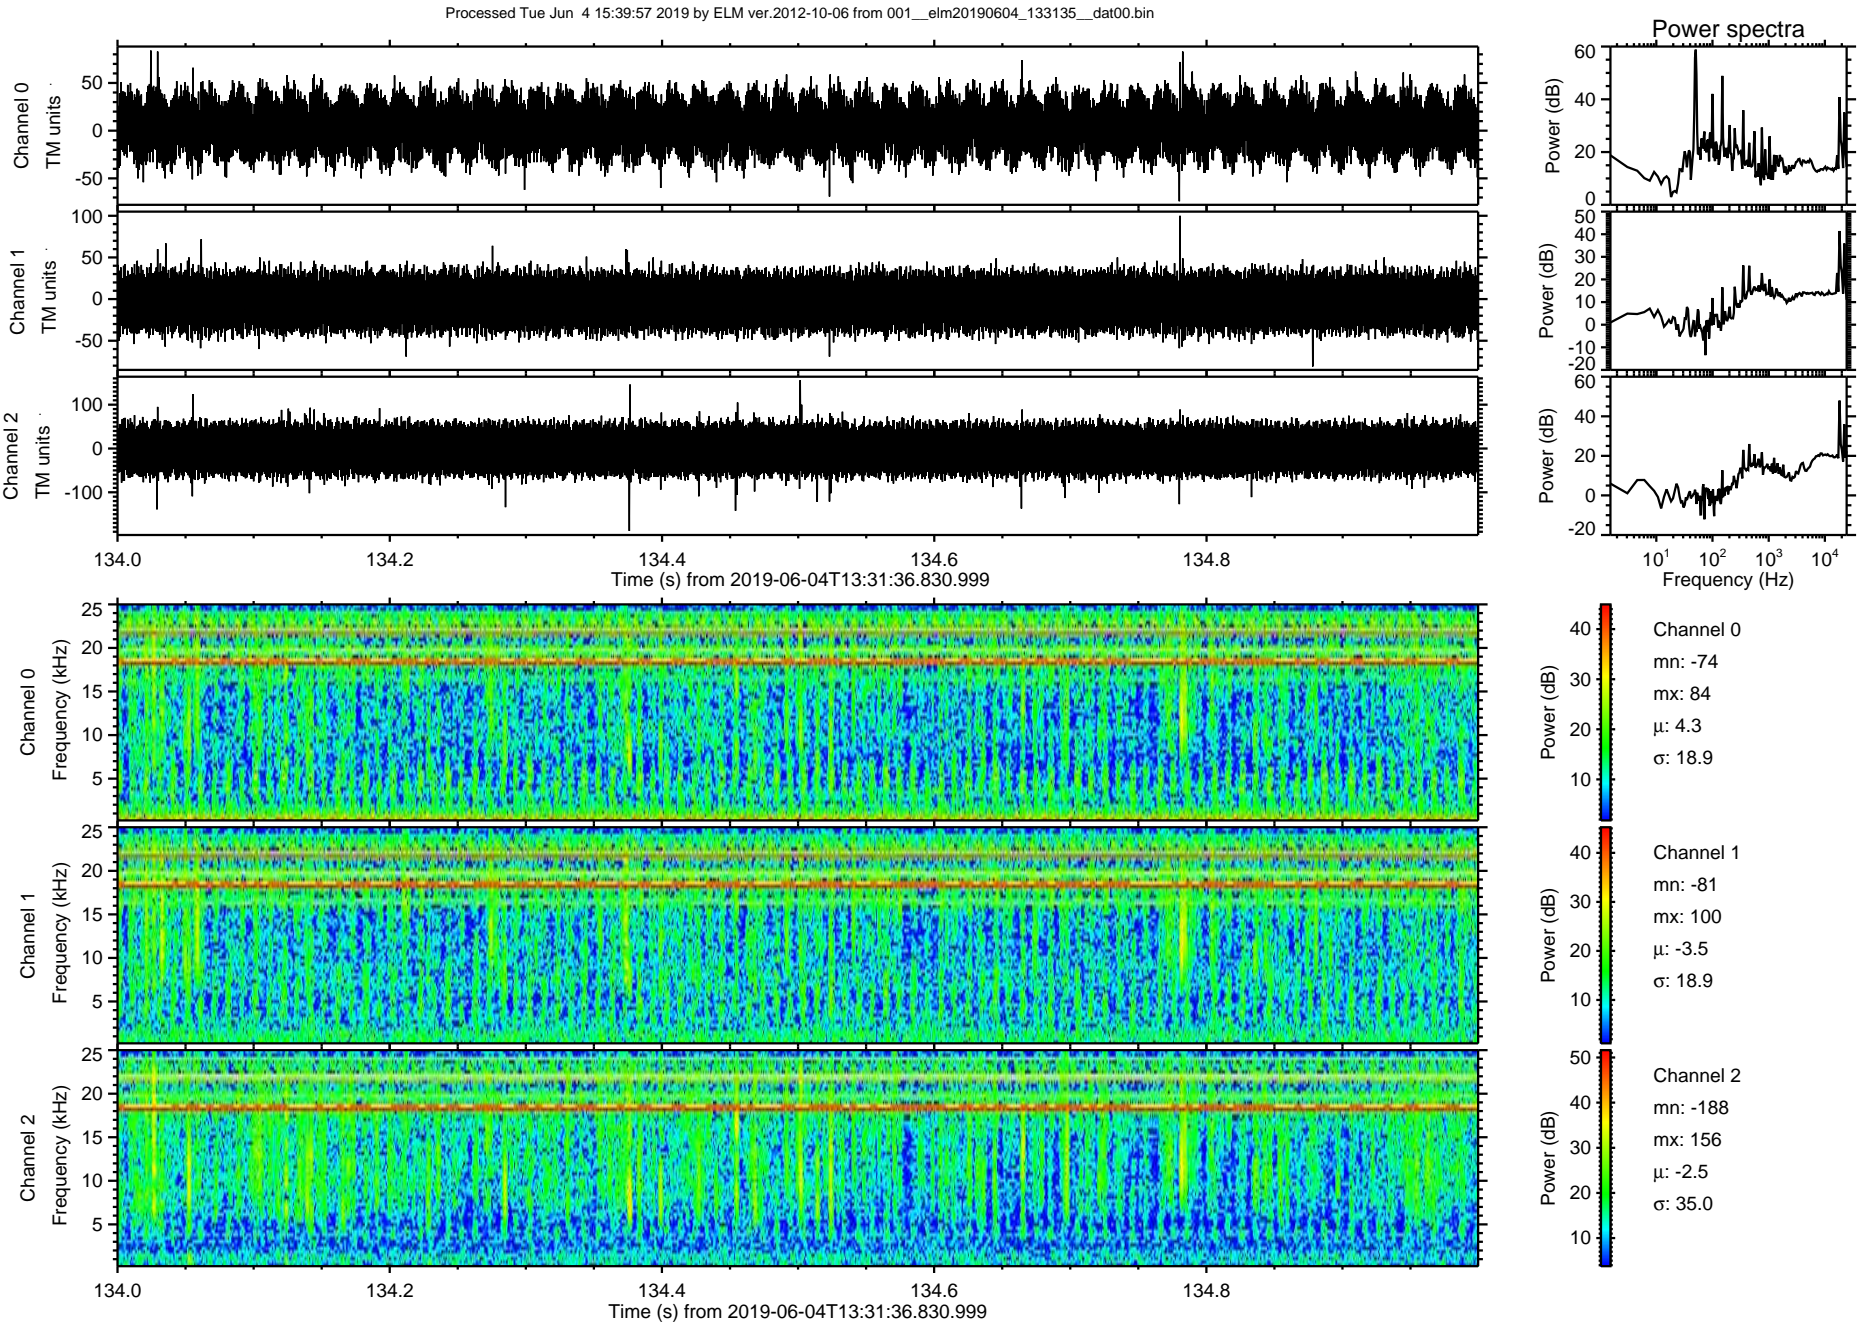 Processed Tue Jun  4 15:39:57 2019 by ELM ver.2012-10-06 from 001__elm20190604_133135__dat00.bin
Power spectra
Channel 0
TM units
50
0
-50
Power (dB)
60
40
20
0
Channel 1
TM units
100
50
0
-50
Power (dB)
50
40
30
20
10
0
-10
-20
Channel 2
TM units
100
0
-100
Power (dB)
60
40
20
0
-20
134.0 134.2 134.4 134.6 134.8
Time (s) from 2019-06-04T13:31:36.830.999
10¹ 10² 10³ 10⁴
Frequency (Hz)
Channel 0
Frequency (kHz)
25
20
15
10
5
Power (dB)
40
30
20
10
Channel 0
mn: -74
mx: 84
μ: 4.3
σ: 18.9
Channel 1
Frequency (kHz)
25
20
15
10
5
Power (dB)
40
30
20
10
Channel 1
mn: -81
mx: 100
μ: -3.5
σ: 18.9
Channel 2
Frequency (kHz)
25
20
15
10
5
Power (dB)
50
40
30
20
10
Channel 2
mn: -188
mx: 156
μ: -2.5
σ: 35.0
134.0 134.2 134.4 134.6 134.8
Time (s) from 2019-06-04T13:31:36.830.999